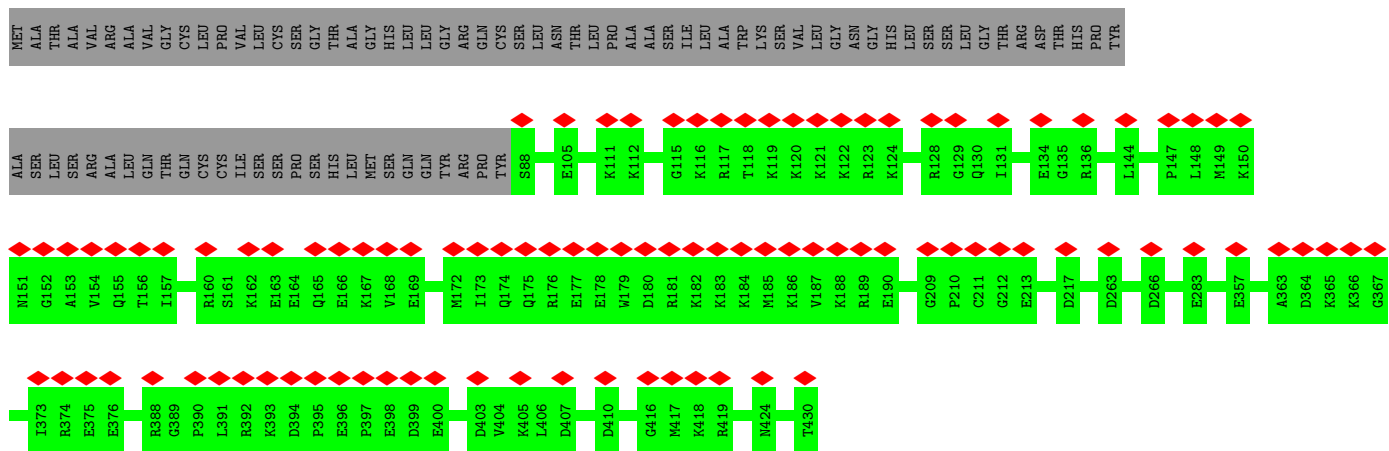 MET ALA THR ALA VAL ARG ALA VAL GLY CYS LEU PRO VAL LEU CYS SER GLY THR ALA GLY HIS LEU LEU GLY ARG GLN CYS SER LEU ASN THR LEU PRO ALA ALA SER ILE LEU ALA TRP LYS SER VAL LEU GLY ASN GLY HIS LEU SER SER LEU GLY THR ARG ASP THR HIS PRO TYR
ALA SER LEU SER ARG ALA LEU GLN THR GLN CYS CYS ILE SER SER PRO SER HIS LEU MET SER GLN GLN TYR ARG PRO TYR S88 E105 K111 K112 G115 K116 R117 T118 K119 K120 K121 K122 R123 K124 R128 G129 Q130 I131 E134 G135 R136 L144 P147 L148 M149 K150
N151 G152 A153 V154 Q155 T156 I157 R160 S161 K162 E163 E164 Q165 E166 K167 V168 E169 M172 I173 Q174 Q175 R176 E177 E178 W179 D180 R181 K182 K183 K184 M185 K186 V187 K188 R189 E190 G209 P210 G211 G212 E213 D217 D263 D266 E283 E357 A363 D364 K365 K366 G367
I373 R374 E375 E376 R388 G389 P390 L391 R392 K393 D394 P395 E396 P397 E398 D399 E400 D403 V404 K405 L406 D407 D410 G416 M417 K418 R419 N424 T430